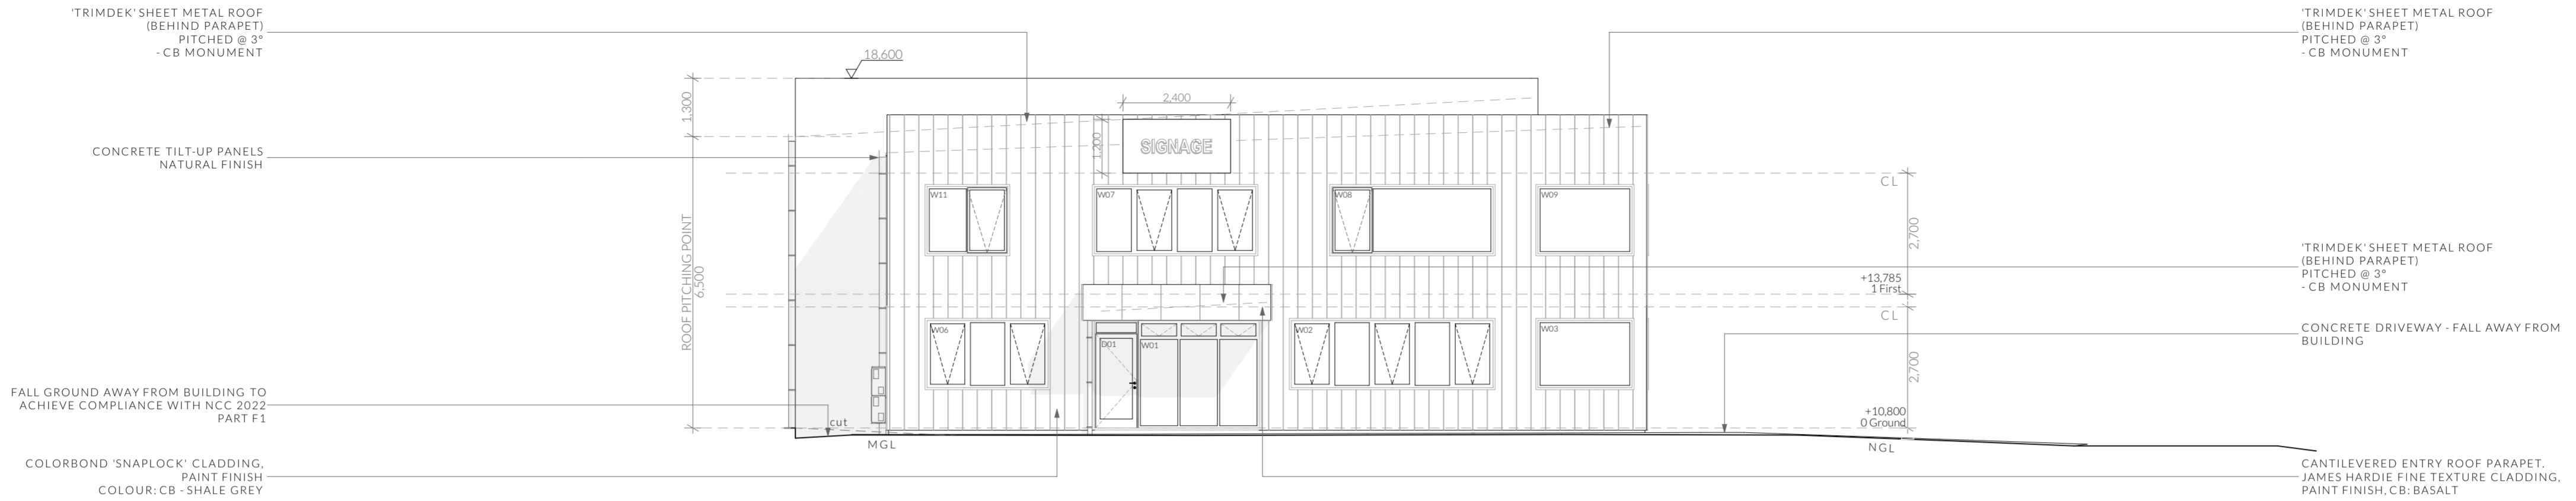 'TRIMDEK' SHEET METAL ROOF
(BEHIND PARAPET)
PITCHED @ 3°
- CB MONUMENT
'TRIMDEK' SHEET METAL ROOF
(BEHIND PARAPET)
PITCHED @ 3°
- CB MONUMENT
18,600
1,300
2,400
1,200
SIGNAGE
CONCRETE TILT-UP PANELS
NATURAL FINISH
CL
W11
W07
W08
W09
2,700
ROOF PITCHING POINT
6,500
'TRIMDEK' SHEET METAL ROOF
(BEHIND PARAPET)
PITCHED @ 3°
- CB MONUMENT
+13,785
1 First
CL
W06
D01
W01
W02
W03
CONCRETE DRIVEWAY - FALL AWAY FROM
BUILDING
2,700
FALL GROUND AWAY FROM BUILDING TO
ACHIEVE COMPLIANCE WITH NCC 2022
PART F1
cut
+10,800
0 Ground
MGL
NGL
COLORBOND 'SNAPLOCK' CLADDING,
PAINT FINISH
COLOUR: CB - SHALE GREY
CANTILEVERED ENTRY ROOF PARAPET.
JAMES HARDIE FINE TEXTURE CLADDING,
PAINT FINISH, CB: BASALT